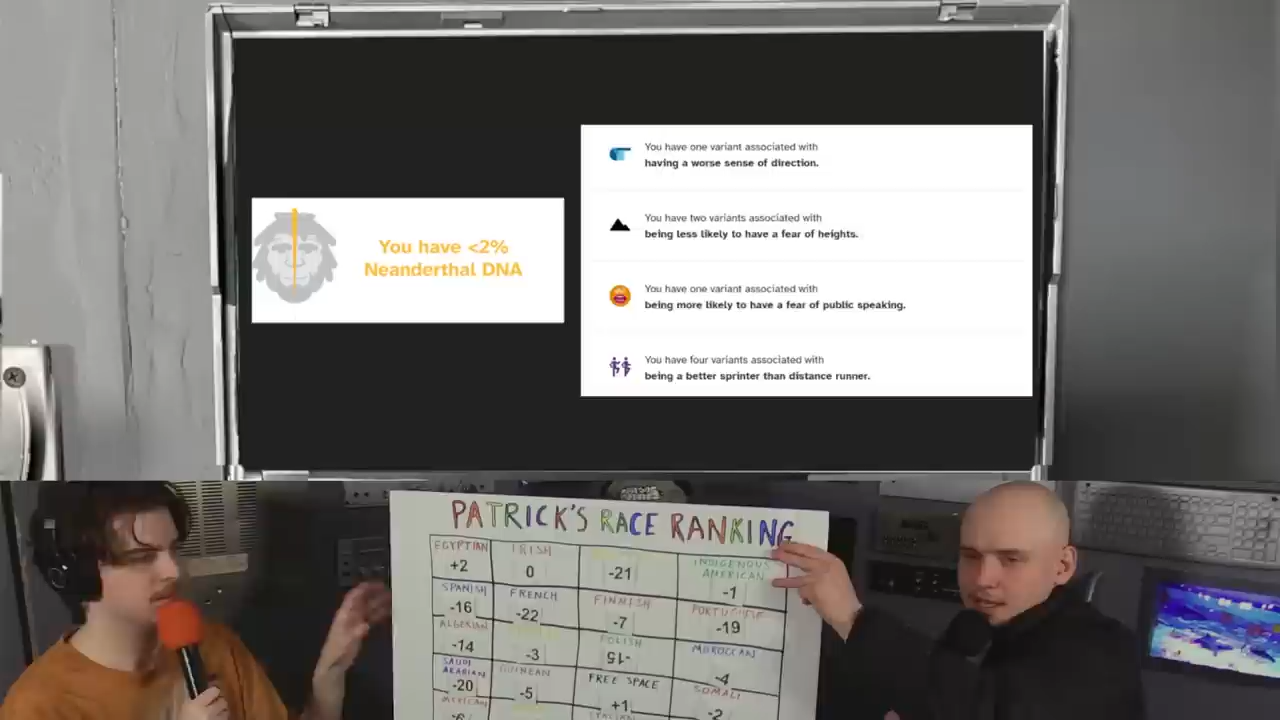 You have <2%
Neanderthal DNA
You have one variant associated with
having a worse sense of direction.
You have two variants associated with
being less likely to have a fear of heights.
You have one variant associated with
being more likely to have a fear of public speaking.
You have four variants associated with
being a better sprinter than distance runner.
PATRICK'S RACE RANKING
EGYPTIAN
+2
IRISH
0
-21
INDIGENOUS
AMERICAN
-1
SPANISH
-16
FRENCH
-22
FINNISH
-7
PORTUGESE
-19
ALGERIAN
-14
-3
POLISH
-15
MOROCCAN
-4
SAUDI
ARABIAN
-20
-5
FREE SPACE
+1
SOMALI
-2
MEXICAN
-6
ITALIAN